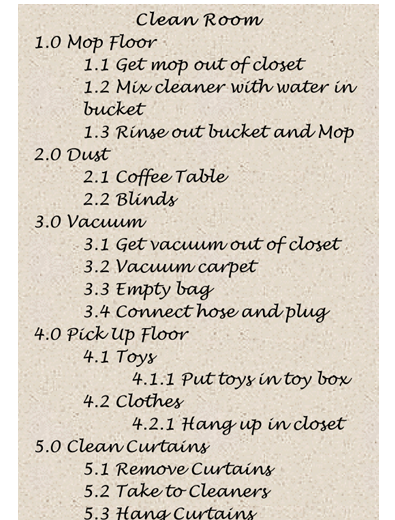 Clean Room
1.0 Mop Floor
1.1 Get mop out of closet
1.2 Mix cleaner with water in
bucket
1.3 Rinse out bucket and Mop
2.0 Dust
2.1 Coffee Table
2.2 Blinds
3.0 Vacuum
3.1 Get vacuum out of closet
3.2 Vacuum carpet
3.3 Empty bag
3.4 Connect hose and plug
4.0 Pick Up Floor
4.1 Toys
4.1.1 Put toys in toy box
4.2 Clothes
4.2.1 Hang up in closet
5.0 Clean Curtains
5.1 Remove Curtains
5.2 Take to Cleaners
5.3 Hang Curtains